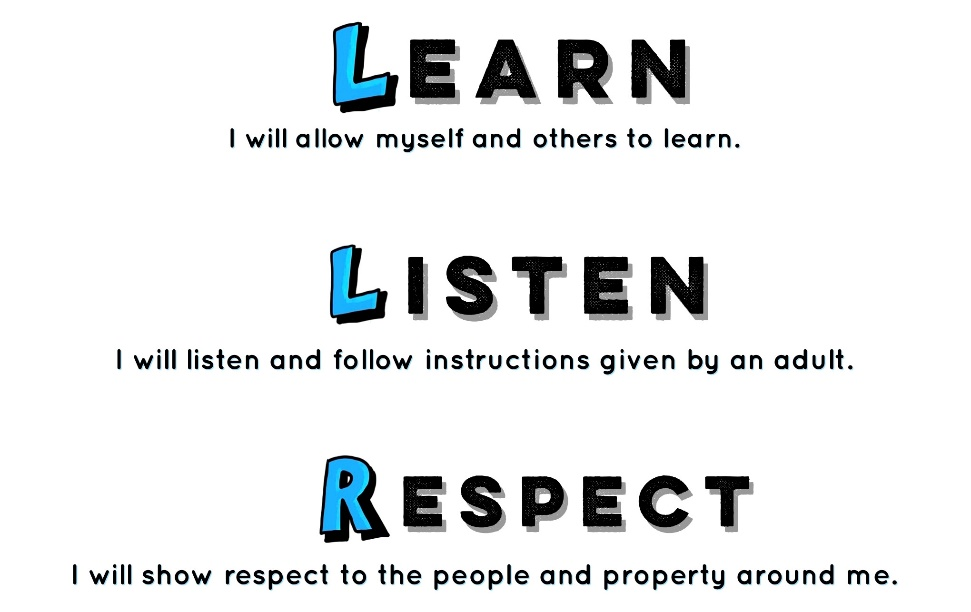 LEARN
I will allow myself and others to learn.
LISTEN
I will listen and follow instructions given by an adult.
RESPECT
I will show respect to the people and property around me.